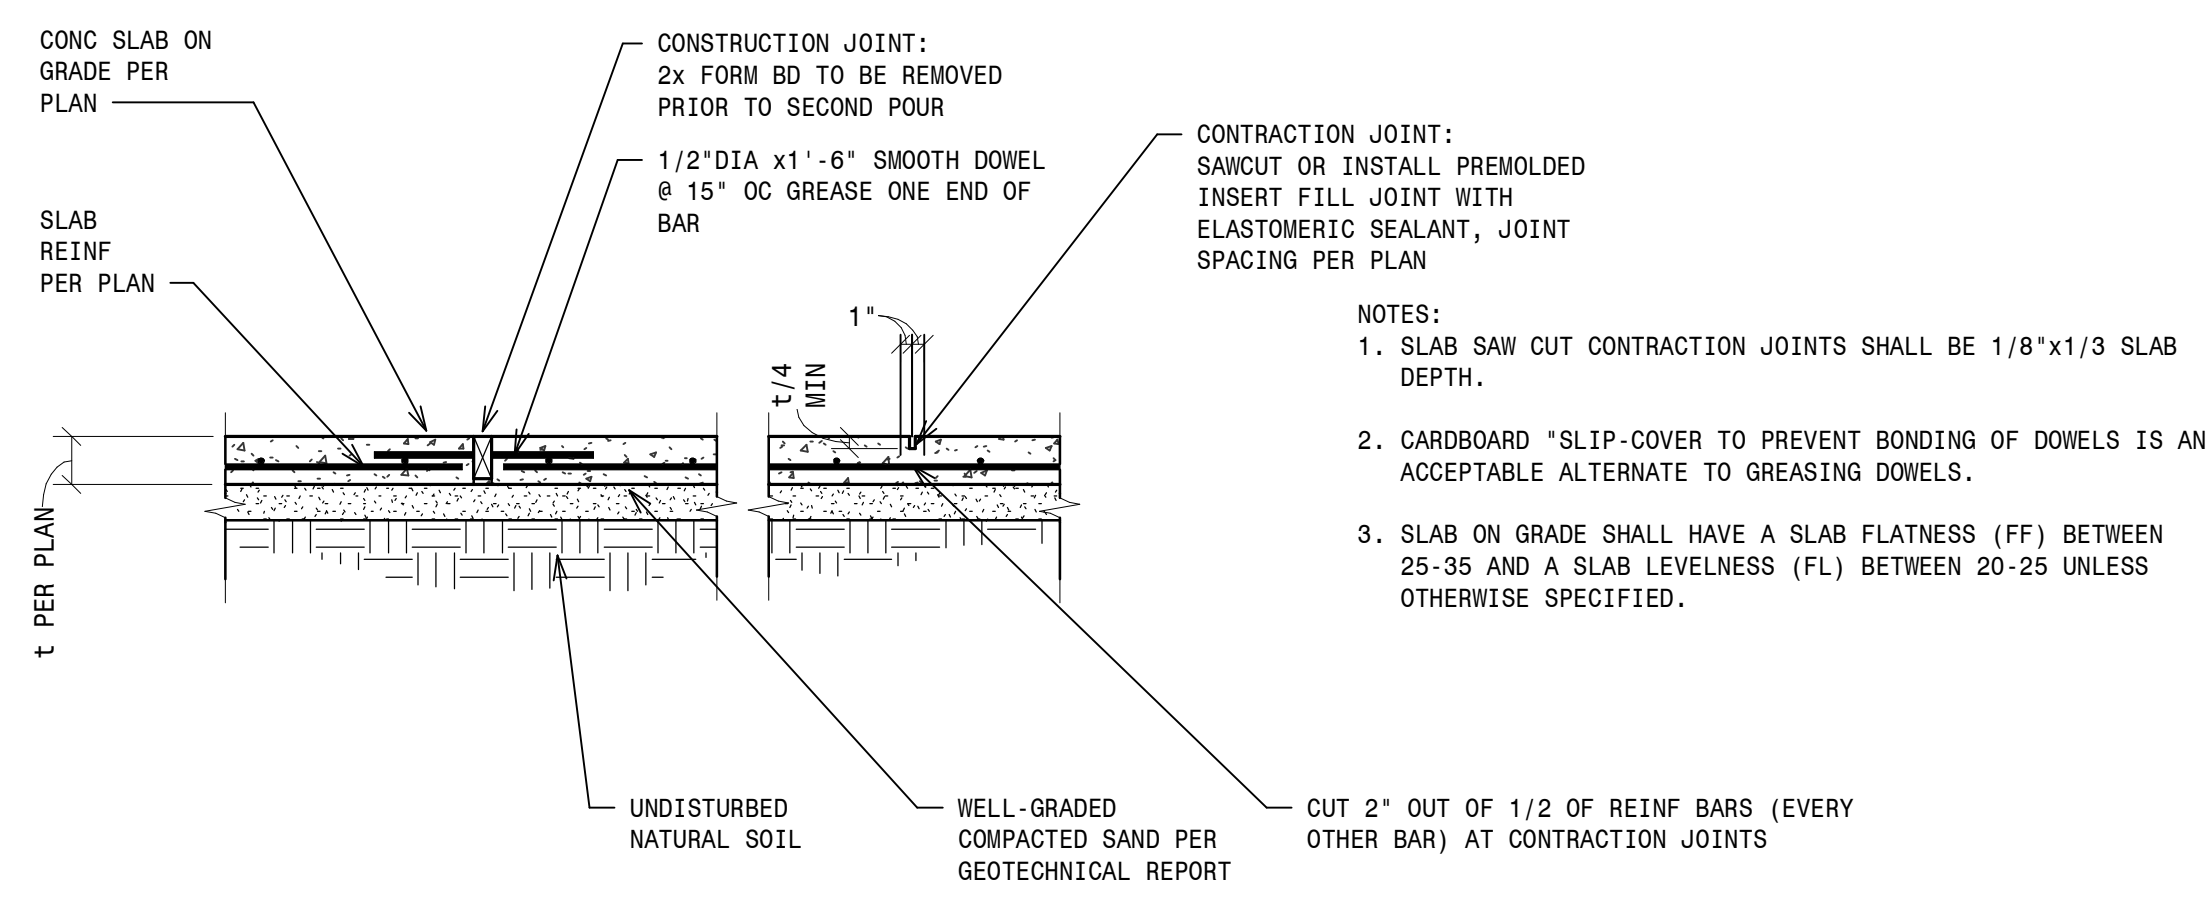 CONC SLAB ON
GRADE PER
PLAN
SLAB
REINF
PER PLAN
CONSTRUCTION JOINT:
2x FORM BD TO BE REMOVED
PRIOR TO SECOND POUR
1/2"DIA x1'-6" SMOOTH DOWEL
@ 15" OC GREASE ONE END OF
BAR
CONTRACTION JOINT:
SAWCUT OR INSTALL PREMOLDED
INSERT FILL JOINT WITH
ELASTOMERIC SEALANT, JOINT
SPACING PER PLAN
1"
t/4
MIN
t PER PLAN
NOTES:
1. SLAB SAW CUT CONTRACTION JOINTS SHALL BE 1/8"x1/3 SLAB
DEPTH.
2. CARDBOARD "SLIP-COVER TO PREVENT BONDING OF DOWELS IS AN
ACCEPTABLE ALTERNATE TO GREASING DOWELS.
3. SLAB ON GRADE SHALL HAVE A SLAB FLATNESS (FF) BETWEEN
25-35 AND A SLAB LEVELNESS (FL) BETWEEN 20-25 UNLESS
OTHERWISE SPECIFIED.
UNDISTURBED
NATURAL SOIL
WELL-GRADED
COMPACTED SAND PER
GEOTECHNICAL REPORT
CUT 2" OUT OF 1/2 OF REINF BARS (EVERY
OTHER BAR) AT CONTRACTION JOINTS